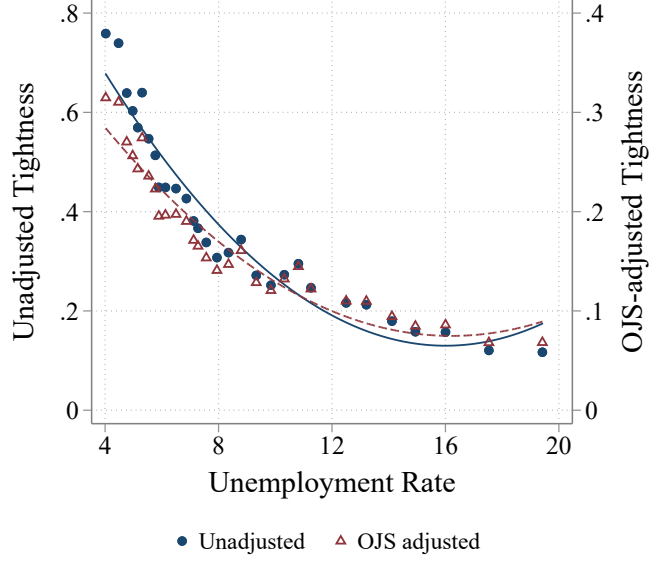 Unadjusted Tightness
.8
.6
.4
.2
0
OJS-adjusted Tightness
.4
.3
.2
.1
0
4 8 12 16 20
Unemployment Rate
Unadjusted OJS adjusted